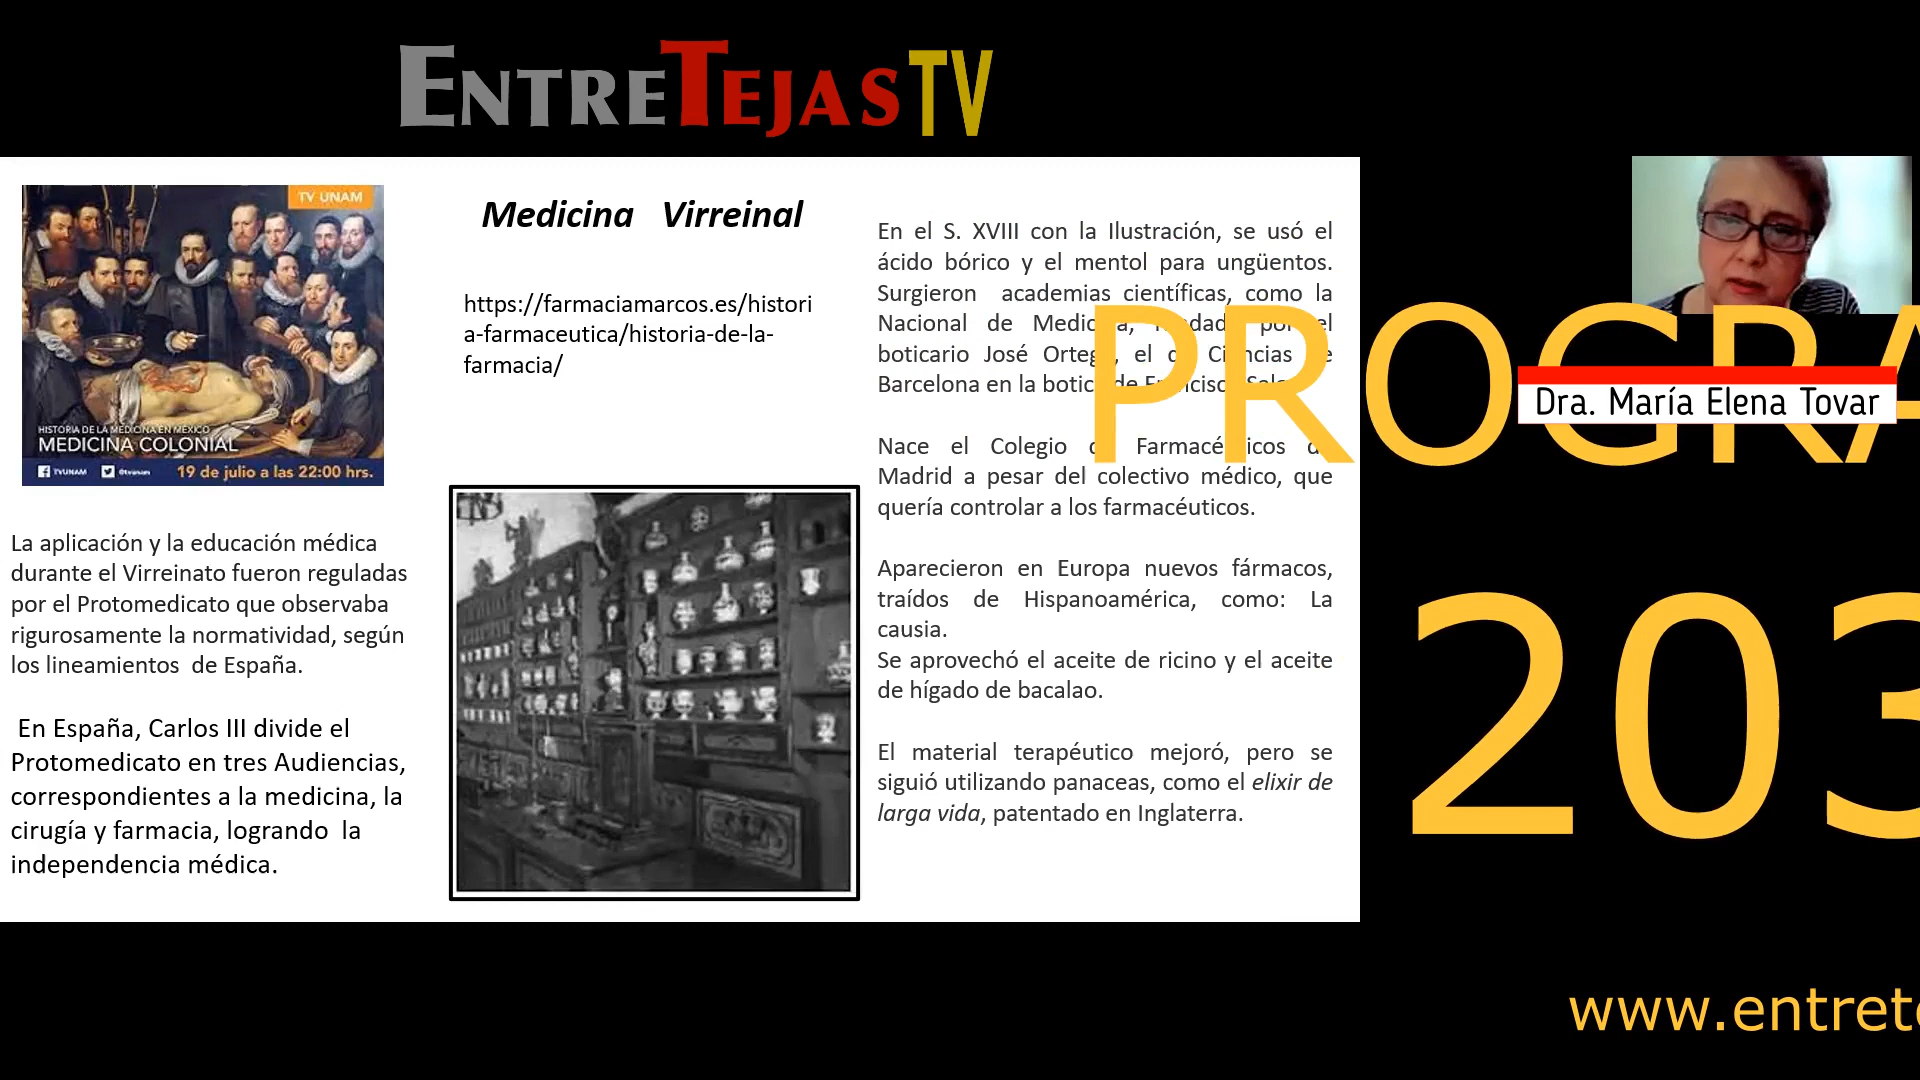 ENTRETEJAS TV
TV UNAM
HISTORIA DE LA MEDICINA EN MÉXICO
MEDICINA COLONIAL
TVUNAM @tvunam 19 de julio a las 22:00 hrs.
La aplicación y la educación médica
durante el Virreinato fueron reguladas
por el Protomedicato que observaba
rigurosamente la normatividad, según
los lineamientos de España.
En España, Carlos III divide el
Protomedicato en tres Audiencias,
correspondientes a la medicina, la
cirugía y farmacia, logrando la
independencia médica.
Medicina Virreinal
https://farmaciamarcos.es/histori
a-farmaceutica/historia-de-la-
farmacia/
En el S. XVIII con la Ilustración, se usó el
ácido bórico y el mentol para ungüentos.
Surgieron academias científicas, como la
Nacional de por el
boticario José el
Barcelona en la de
Nace el Colegio
Madrid a pesar del colectivo médico, que
quería controlar a los farmacéuticos.
Aparecieron en Europa nuevos fármacos,
traídos de Hispanoamérica, como: La
causia.
Se aprovechó el aceite de ricino y el aceite
de hígado de bacalao.
El material terapéutico mejoró, pero se
siguió utilizando panaceas, como el elixir de
larga vida, patentado en Inglaterra.
PROGRA
Dra. María Elena Tovar
203
www.entret